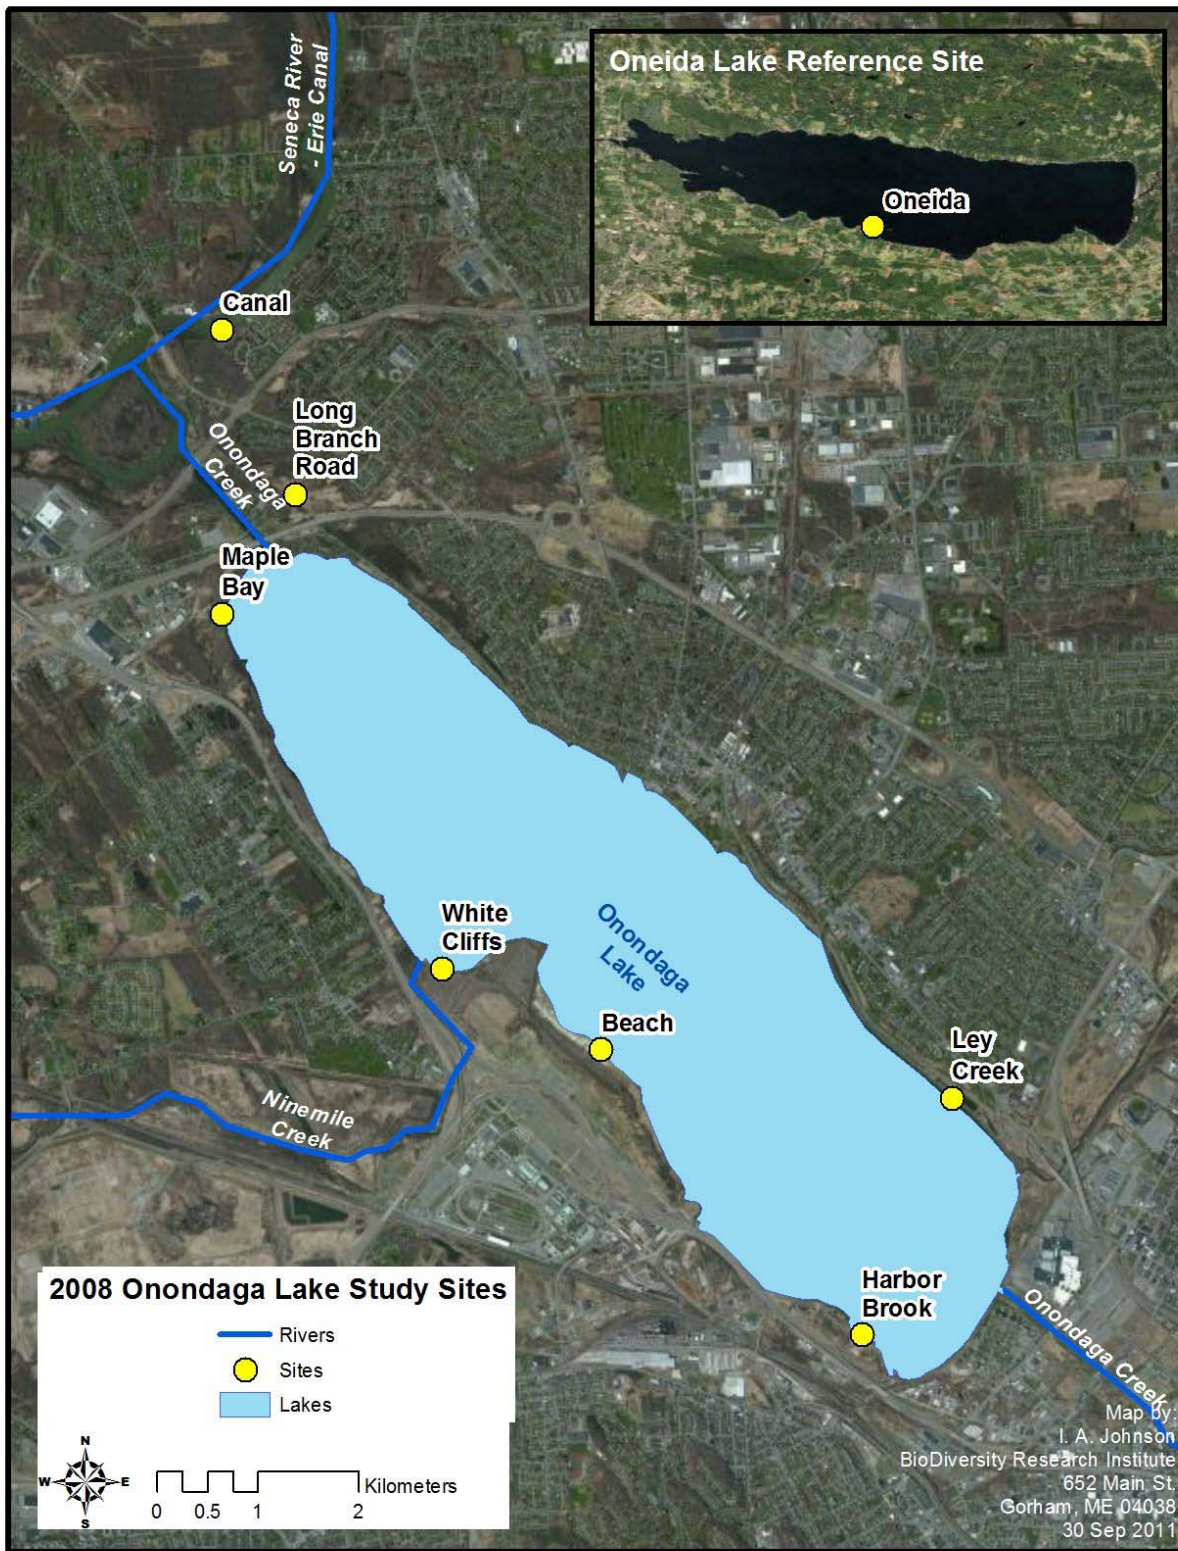 Oneida Lake Reference Site
Oneida
Seneca River
- Erie Canal
Canal
Long
Branch
Road
Onondaga
Creek
Maple
Bay
White
Cliffs
Onondaga
Lake
Beach
Ley
Creek
Ninemile
Creek
Harbor
Brook
Onondaga Creek
2008 Onondaga Lake Study Sites
Rivers
Sites
Lakes
N
W E
S
Kilometers
0 0.5 1 2
Map by:
I. A. Johnson
BioDiversity Research Institute
652 Main St.
Gorham, ME 04038
30 Sep 2011